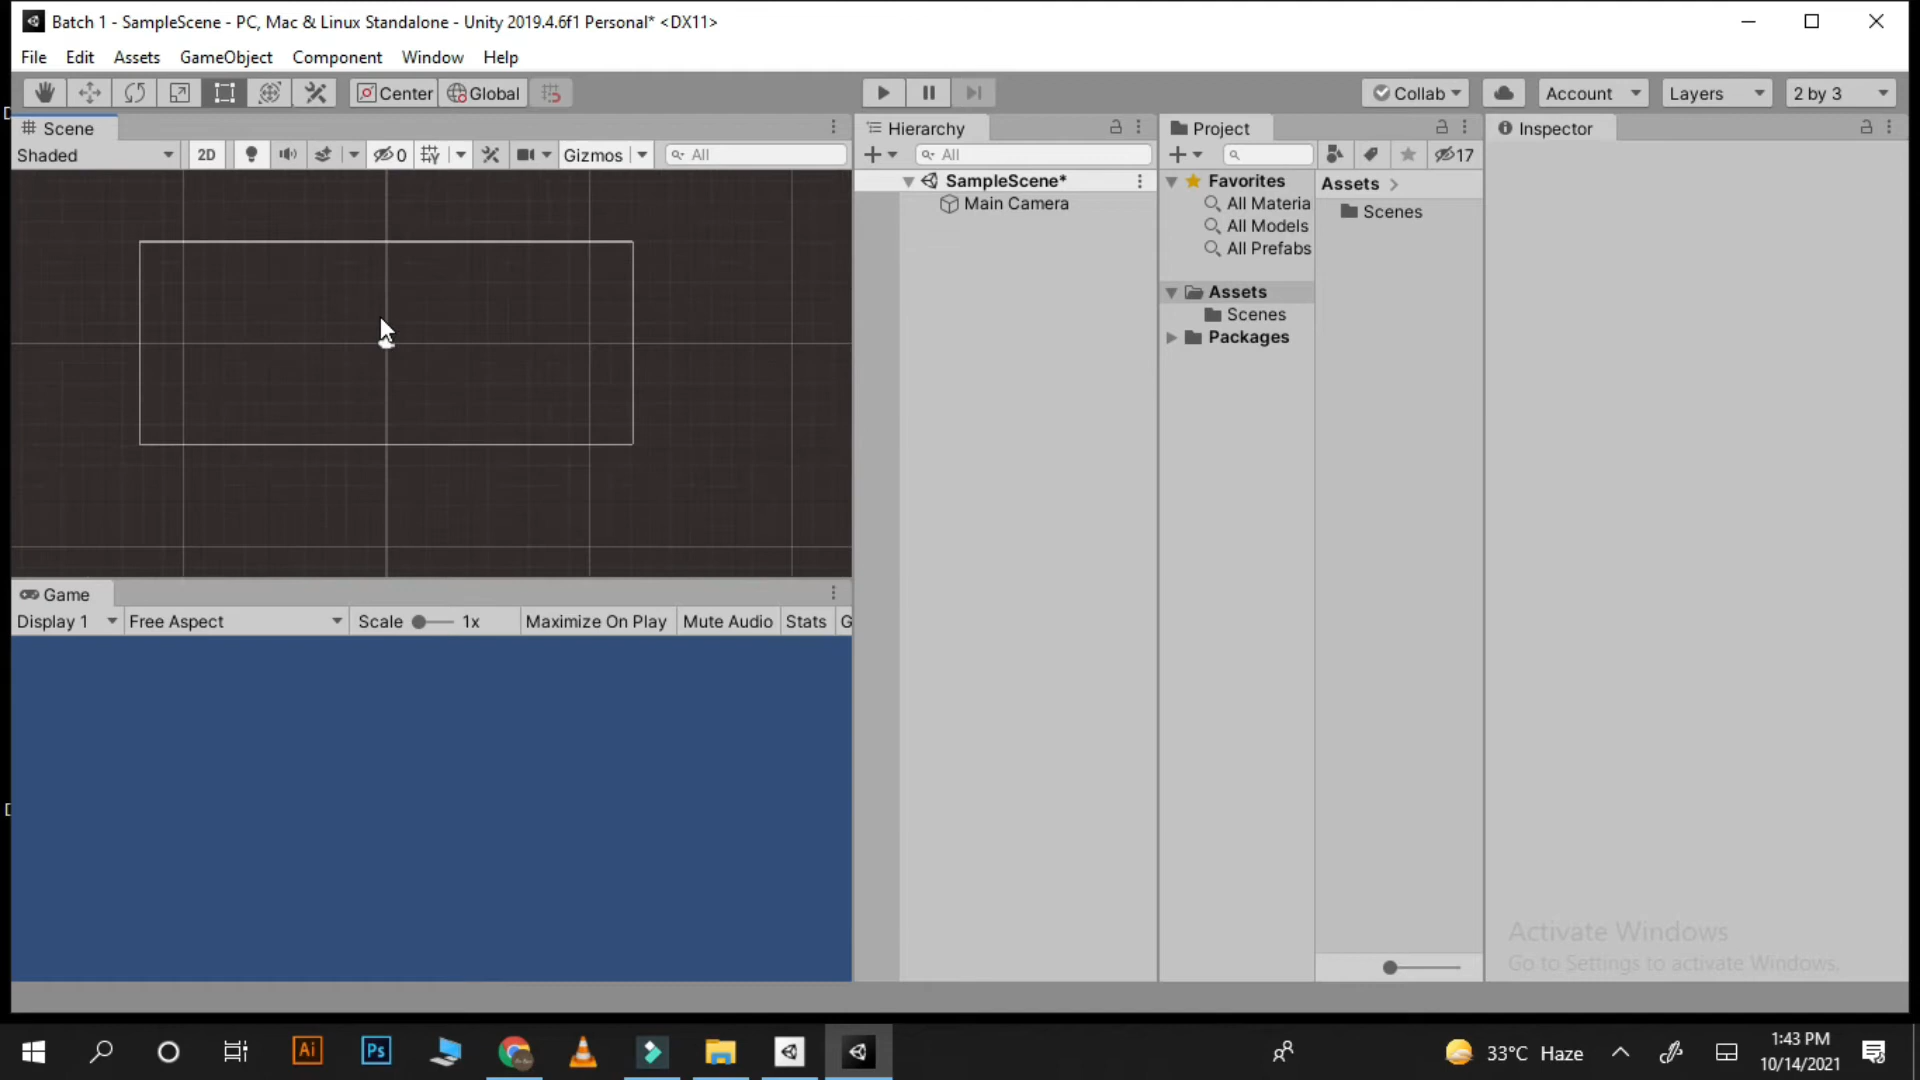 Batch 1 - SampleScene - PC, Mac & Linux Standalone - Unity 2019.4.6f1 Personal* <DX11>
File Edit Assets GameObject Component Window Help
Center Global Collab Account Layers 2 by 3
Scene
Shaded 2D 0 Gizmos All
Hierarchy
All
SampleScene*
Main Camera
Project
17
Favorites
All Materia
All Models
All Prefabs
Assets
Scenes
Packages
Assets
Scenes
Inspector
Game
Display 1 Free Aspect Scale 1x Maximize On Play Mute Audio Stats G
Activate Windows
Go to Settings to activate Windows.
Ai Ps 33°C Haze 1:43 PM
10/14/2021